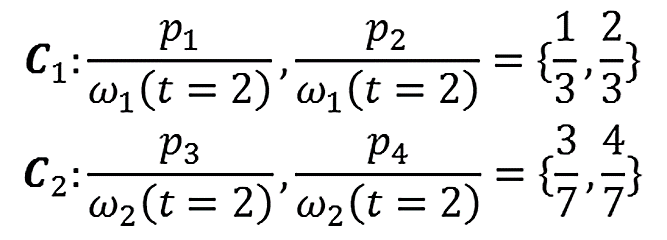 C₁: p₁/ω₁(t = 2), p₂/ω₁(t = 2) = {1/3, 2/3}
C₂: p₃/ω₂(t = 2), p₄/ω₂(t = 2) = {3/7, 4/7}